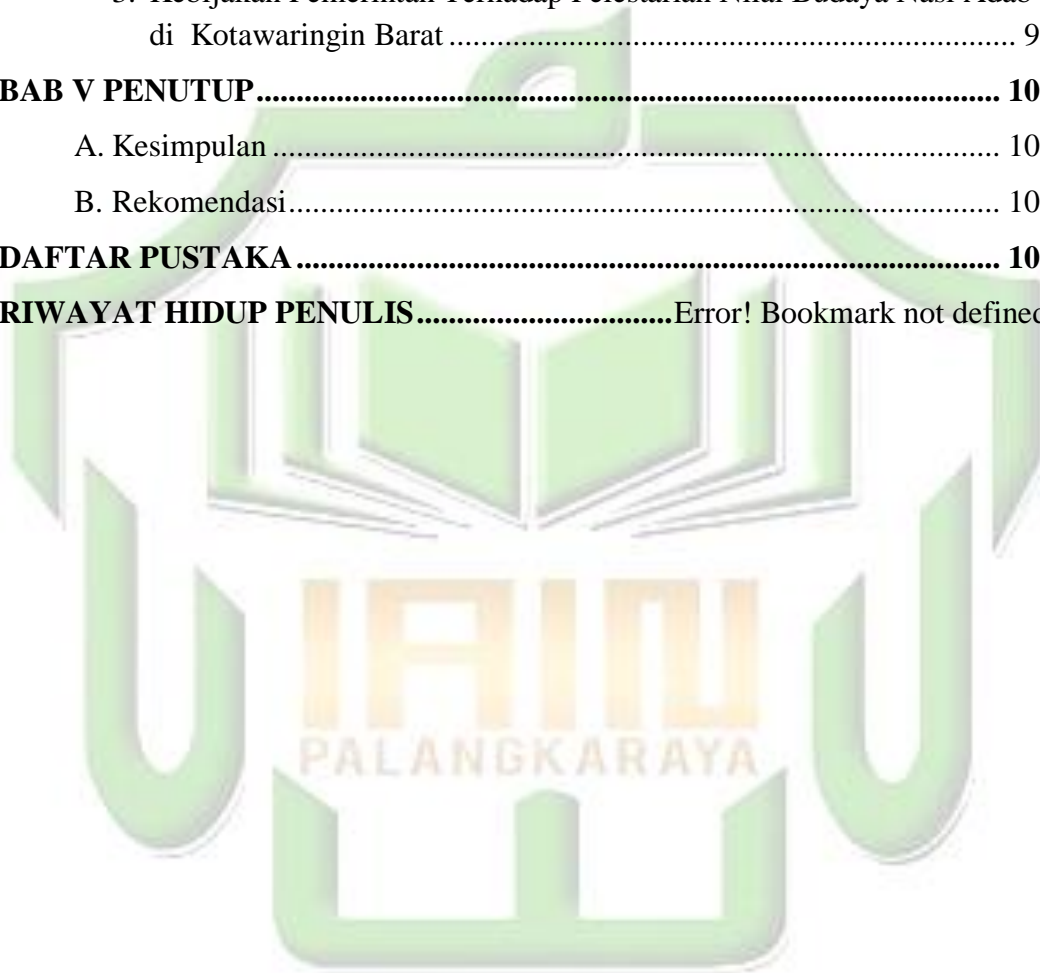 di Kotawaringin Barat ........................................................................... 9
BAB V PENUTUP.................................................................................................. 10
A. Kesimpulan ................................................................................................ 10
B. Rekomendasi.............................................................................................. 10
DAFTAR PUSTAKA ............................................................................................. 10
RIWAYAT HIDUP PENULIS..................................Error! Bookmark not defined
IAIN
PALANGKARAYA